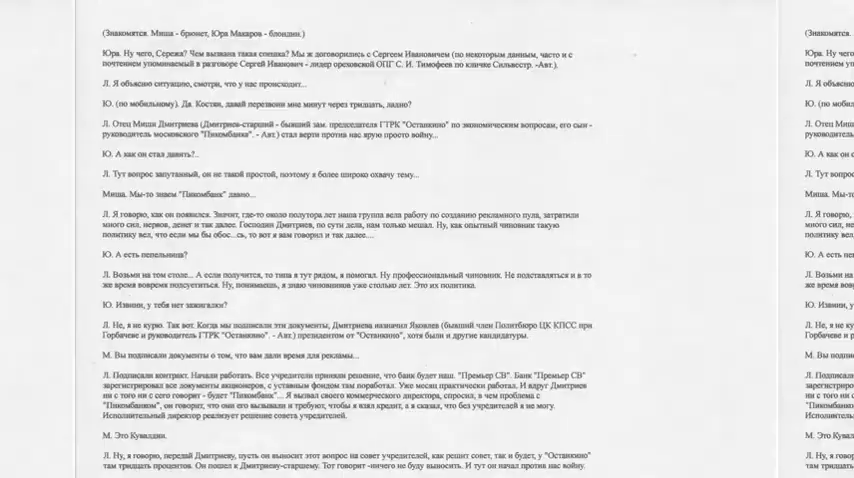 (Знакомятся. Миша - брюнет, Юра Макаров - блондин.)
Юра. Ну чего, Сережа? Чем вызвана такая спешка? Мы ж договорились с Сергеем Ивановичем (по некоторым данным, часто и с
почтением упоминаемый в разговоре Сергей Иванович - лидер ореховской ОПГ С. И. Тимофеев по кличке Сильвестр. -Авт.).
Л. Я объясню ситуацию, смотри, что у нас происходит...
Ю. (по мобильному). Да. Костян, давай перезвони мне минут через тридцать, ладно?
Л. Отец Миши Дмитриева (Дмитриев-старший - бывший зам. председателя ГТРК "Останкино" по экономическим вопросам, его сын -
руководитель московского "Пикомбанка". - Авт.) стал вести против нас ярую просто войну...
Ю. А как он стал давить?..
Л. Тут вопрос запутанный, он не такой простой, поэтому я более широко охвачу тему...
Миша. Мы-то знаем "Пикомбанк" давно...
Л. Я говорю, как он появился. Значит, где-то около полутора лет наша группа вела работу по созданию рекламного пула, затратили
много сил, нервов, денег и так далее. Господин Дмитриев, по сути дела, нам только мешал. Ну, как опытный чиновник такую
политику вел, что если мы бы обос...сь, то вот я вам говорил и так далее....
Ю. А есть пепельница?
Л. Возьми на том столе... А если получится, то типа я тут рядом, я помогал. Ну профессиональный чиновник. Не подставляться и в то
же время вовремя подсуетиться. Ну, понимаешь, я знаю чиновников уже столько лет. Это их политика.
Ю. Извини, у тебя нет зажигалки?
Л. Не, я не курю. Так вот. Когда мы подписали эти документы, Дмитриева назначил Яковлев (бывший член Политбюро ЦК КПСС при
Горбачеве и руководитель ГТРК "Останкино". - Авт.) президентом от "Останкино", хотя были и другие кандидатуры.
М. Вы подписали документы о том, что вам дали время для рекламы...
Л. Подписали контракт. Начали работать. Все учредители приняли решение, что банк будет наш. "Премьер СВ". Банк "Премьер СВ"
зарегистрировал все документы акционеров, с уставным фондом там поработал. Уже месяц практически работал. И вдруг Дмитриев
ни с того ни с сего говорит - будет "Пикомбанк"... Я вызвал своего коммерческого директора, спросил, в чем проблема с
"Пикомбанком", он говорит, что они его вызывали и требуют, чтобы я взял кредит, а я сказал, что без учредителей я не могу.
Исполнительный директор реализует решение совета учредителей.
М. Это Кувалдин.
Л. Ну, я говорю, передай Дмитриеву, пусть он выносит этот вопрос на совет учредителей, как решит совет, так и будет, у "Останкино"
там тридцать процентов. Он пошел к Дмитриеву-старшему. Тот говорит -ничего не буду выносить. И тут он начал против нас войну.